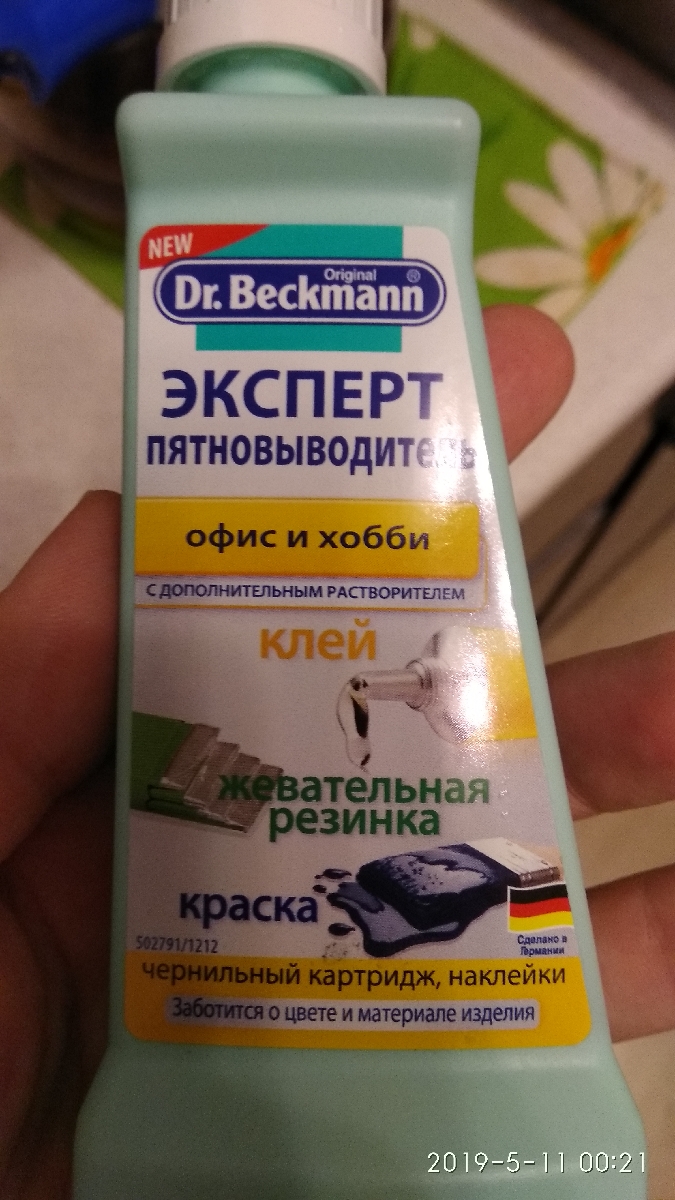 NEW
Original
Dr. Beckmann®
ЭКСПЕРТ
ПЯТНОВЫВОДИТЕЛЬ
офис и хобби
С ДОПОЛНИТЕЛЬНЫМ РАСТВОРИТЕЛЕМ
клей
жевательная
резинка
краска
502791/1212
Сделано в
Германии
чернильный картридж, наклейки
Заботится о цвете и материале изделия
2019-5-11 00:21